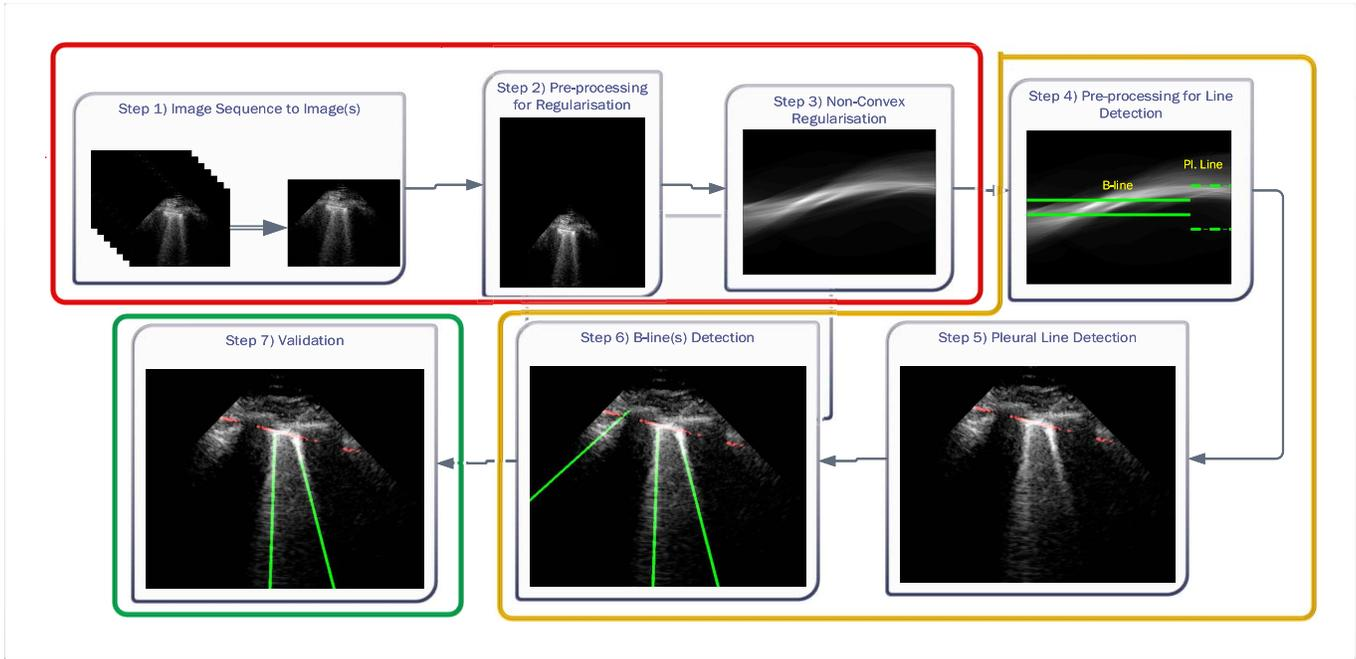 Step 1) Image Sequence to Image(s)
Step 2) Pre-processing
for Regularisation
Step 3) Non-Convex
Regularisation
Step 4) Pre-processing for Line
Detection
Pl. Line
B-line
Step 7) Validation
Step 6) B-line(s) Detection
Step 5) Pleural Line Detection